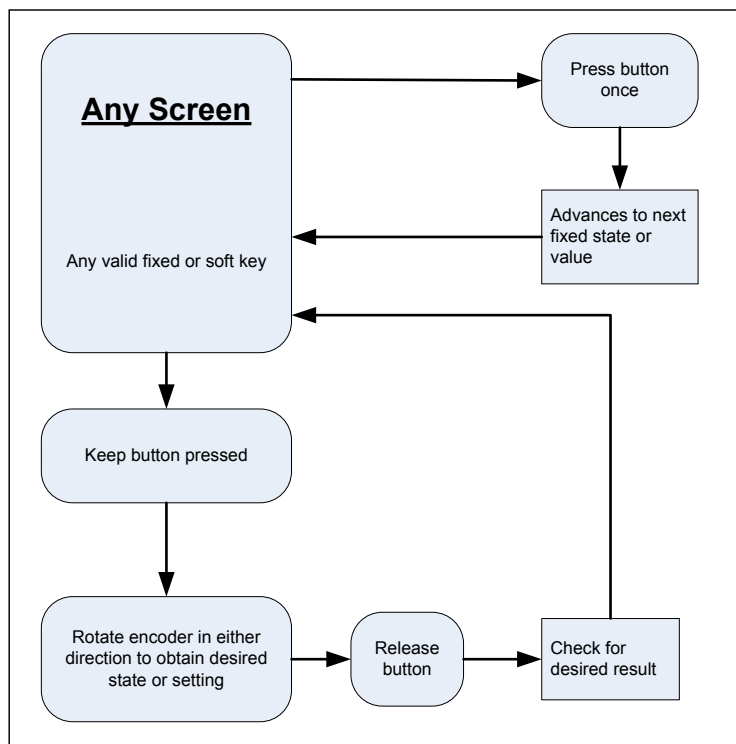 Any Screen
Any valid fixed or soft key
Press button
once
Advances to next
fixed state or
value
Keep button pressed
Rotate encoder in either
direction to obtain desired
state or setting
Release
button
Check for
desired result